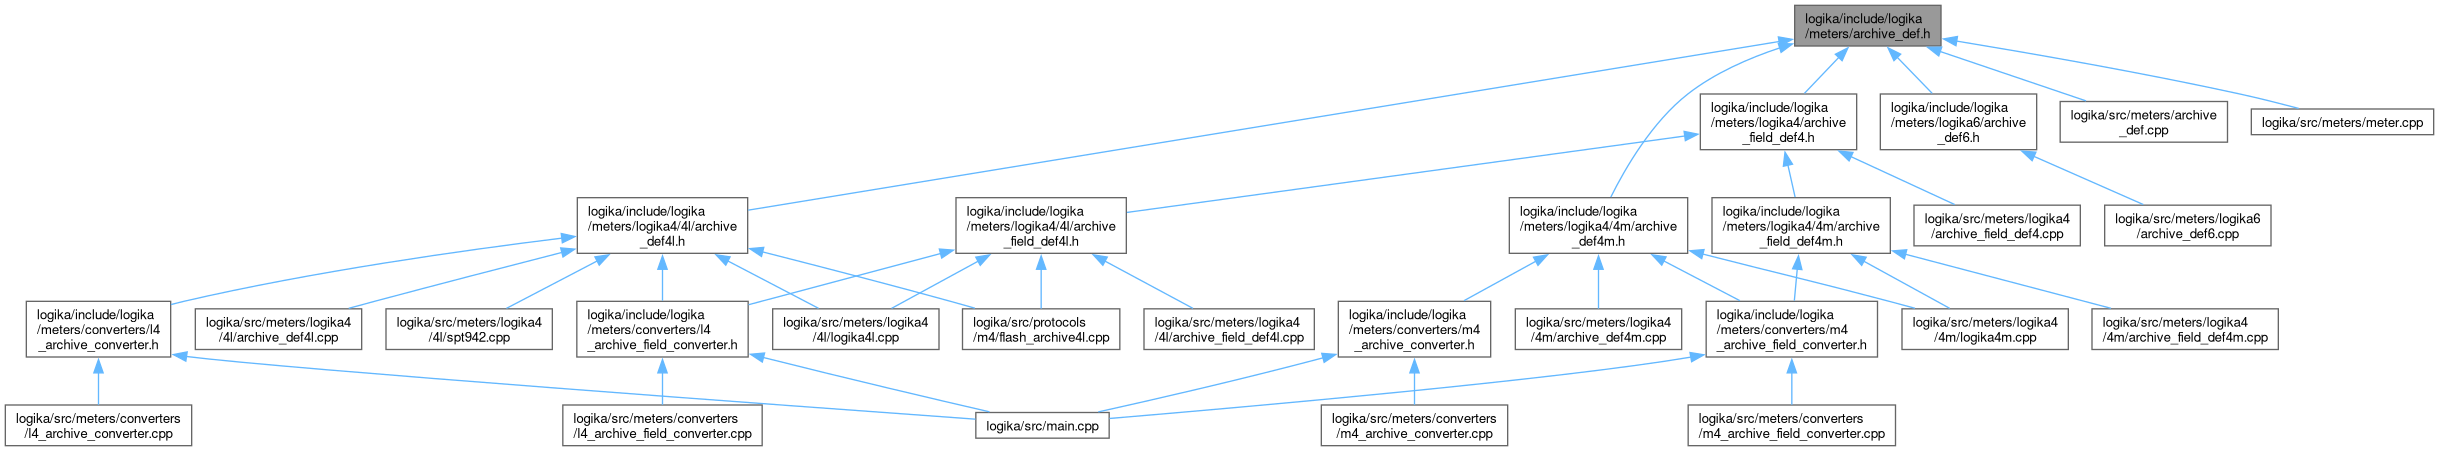 logika/include/logika
/meters/archive_def.h
logika/include/logika
/meters/logika4/archive
_field_def4.h
logika/include/logika
/meters/logika6/archive
_def6.h
logika/src/meters/archive
_def.cpp
logika/src/meters/meter.cpp
logika/include/logika
/meters/logika4/4l/archive
_def4l.h
logika/include/logika
/meters/logika4/4l/archive
_field_def4l.h
logika/include/logika
/meters/logika4/4m/archive
_def4m.h
logika/include/logika
/meters/logika4/4m/archive
_field_def4m.h
logika/src/meters/logika4
/archive_field_def4.cpp
logika/src/meters/logika6
/archive_def6.cpp
logika/include/logika
/meters/converters/l4
_archive_converter.h
logika/src/meters/logika4
/4l/archive_def4l.cpp
logika/src/meters/logika4
/4l/spt942.cpp
logika/include/logika
/meters/converters/l4
_archive_field_converter.h
logika/src/meters/logika4
/4l/logika4l.cpp
logika/src/protocols
/m4/flash_archive4l.cpp
logika/src/meters/logika4
/4l/archive_field_def4l.cpp
logika/include/logika
/meters/converters/m4
_archive_converter.h
logika/src/meters/logika4
/4m/archive_def4m.cpp
logika/include/logika
/meters/converters/m4
_archive_field_converter.h
logika/src/meters/logika4
/4m/logika4m.cpp
logika/src/meters/logika4
/4m/archive_field_def4m.cpp
logika/src/meters/converters
/l4_archive_converter.cpp
logika/src/meters/converters
/l4_archive_field_converter.cpp
logika/src/main.cpp
logika/src/meters/converters
/m4_archive_converter.cpp
logika/src/meters/converters
/m4_archive_field_converter.cpp